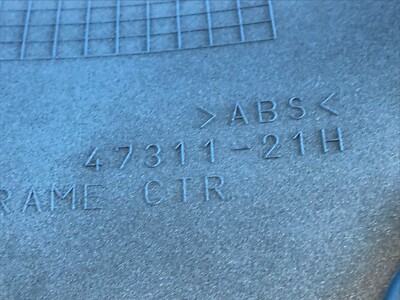 >ABS<
47311-21H
RAME CTR